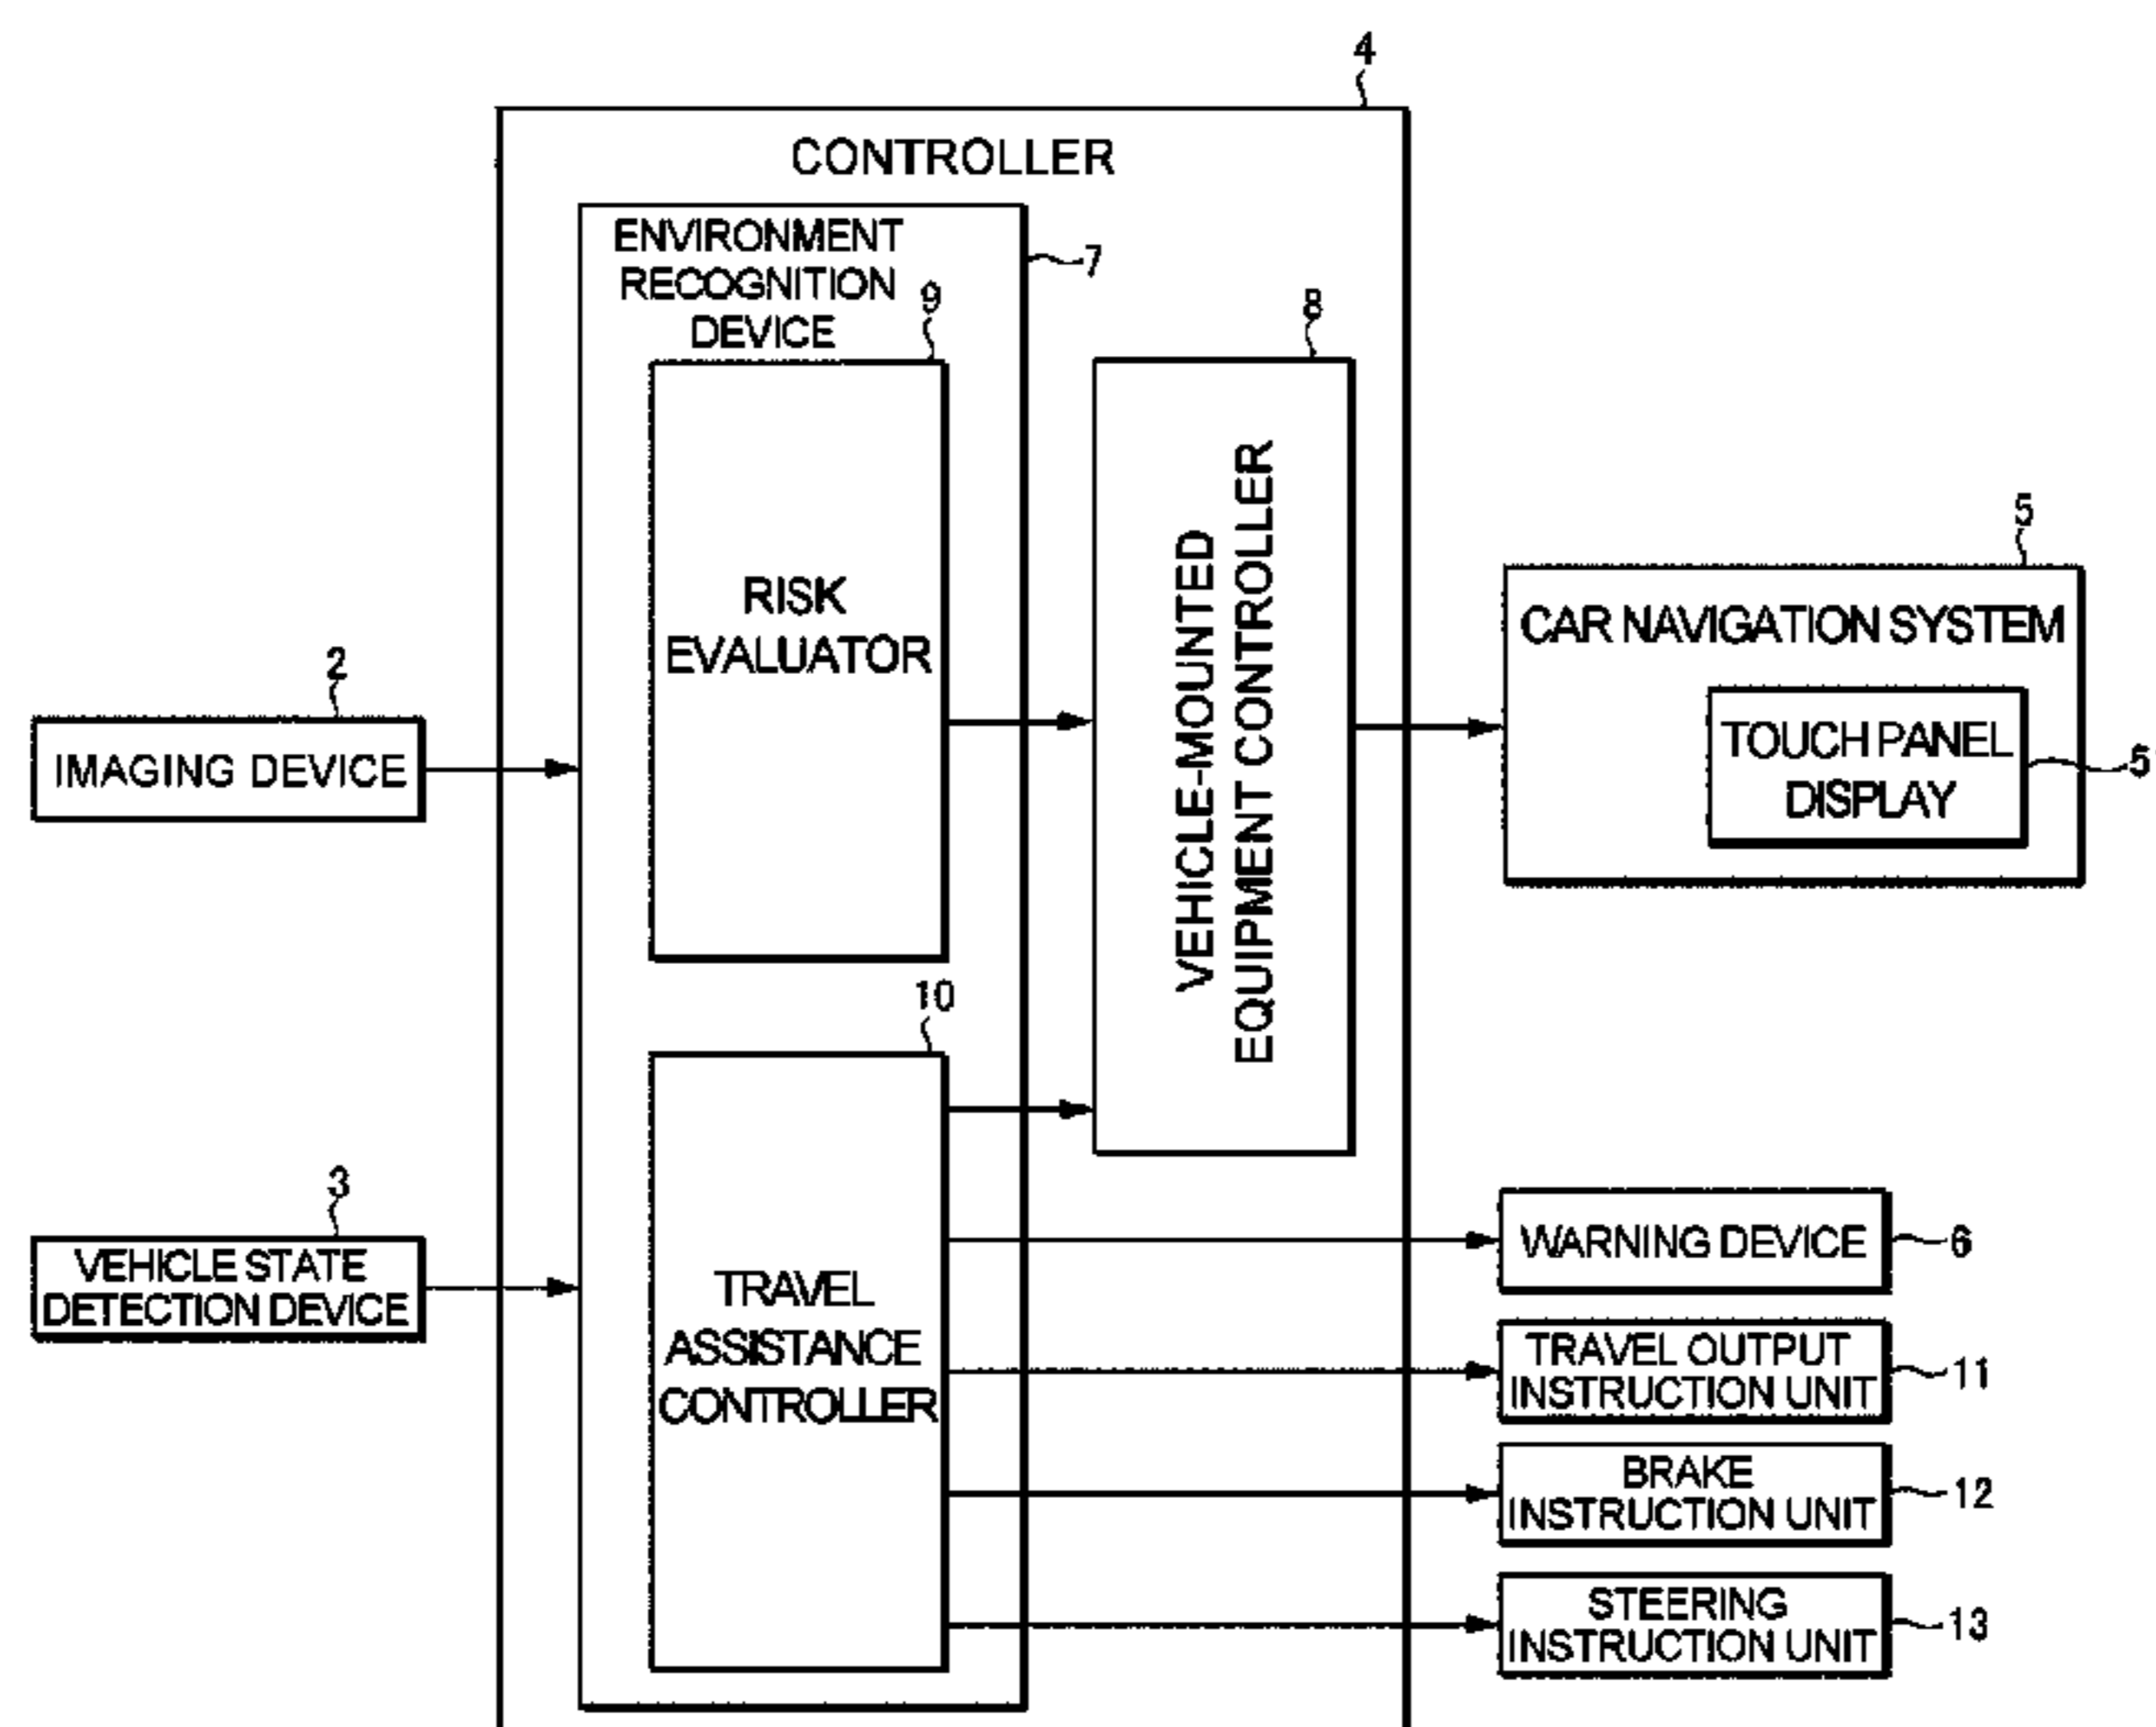 4
CONTROLLER
ENVIRONMENT
RECOGNITION
DEVICE
7
9
8
RISK
EVALUATOR
VEHICLE-MOUNTED
EQUIPMENT CONTROLLER
5
CAR NAVIGATION SYSTEM
TOUCH PANEL
DISPLAY
5
2
IMAGING DEVICE
10
3
VEHICLE STATE
DETECTION DEVICE
TRAVEL
ASSISTANCE
CONTROLLER
WARNING DEVICE
6
TRAVEL OUTPUT
INSTRUCTION UNIT
11
BRAKE
INSTRUCTION UNIT
12
STEERING
INSTRUCTION UNIT
13